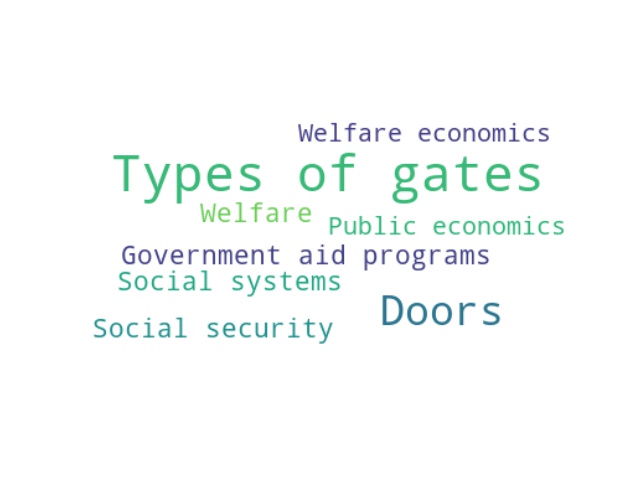 Welfare economics
Types of gates
Welfare
Public economics
Government aid programs
Social systems
Doors
Social security